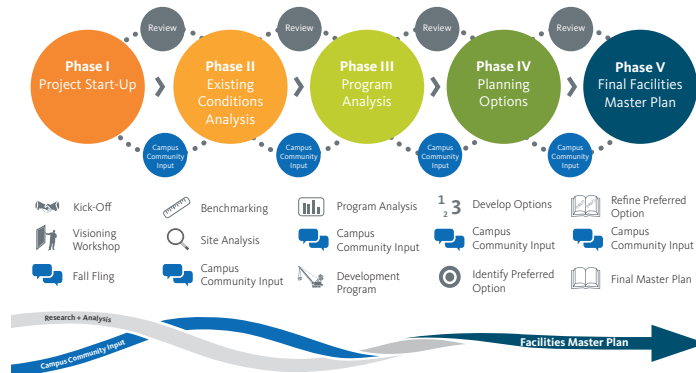 Review
Review
Review
Review
Phase I
Project Start-Up
Phase II
Existing
Conditions
Analysis
Phase III
Program
Analysis
Phase IV
Planning
Options
Phase V
Final Facilities
Master Plan
Campus
Community
Input
Campus
Community
Input
Campus
Community
Input
Campus
Community
Input
Kick-Off
Visioning
Workshop
Fall Fling
Benchmarking
Site Analysis
Campus
Community Input
Program Analysis
Campus
Community Input
Development
Program
1 2 3
Develop Options
Campus
Community Input
Identify Preferred
Option
Refine Preferred
Option
Campus
Community Input
Final Master Plan
Research + Analysis
Campus Community Input
Facilities Master Plan